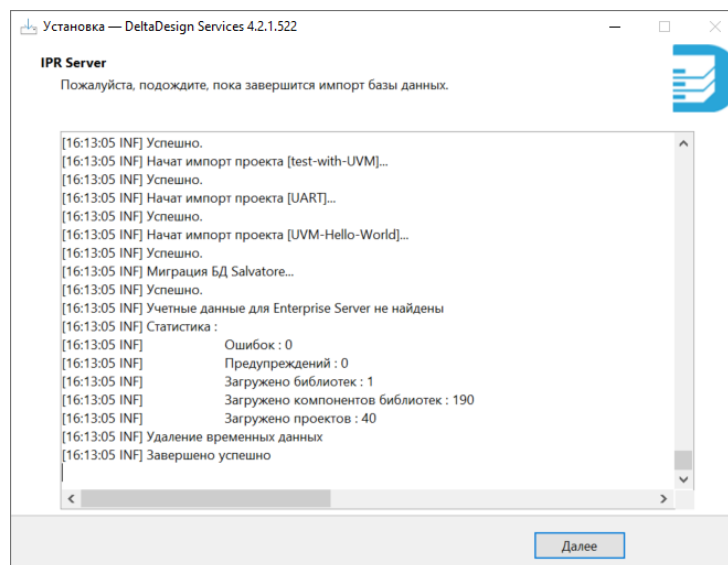 Установка — DeltaDesign Services 4.2.1.522
IPR Server
Пожалуйста, подождите, пока завершится импорт базы данных.
[16:13:05 INF] Успешно.
[16:13:05 INF] Начат импорт проекта [test-with-UVM]...
[16:13:05 INF] Успешно.
[16:13:05 INF] Начат импорт проекта [UART]...
[16:13:05 INF] Успешно.
[16:13:05 INF] Начат импорт проекта [UVM-Hello-World]...
[16:13:05 INF] Успешно.
[16:13:05 INF] Миграция БД Salvatore...
[16:13:05 INF] Успешно.
[16:13:05 INF] Учетные данные для Enterprise Server не найдены
[16:13:05 INF] Статистика :
[16:13:05 INF] Ошибок : 0
[16:13:05 INF] Предупреждений : 0
[16:13:05 INF] Загружено библиотек : 1
[16:13:05 INF] Загружено компонентов библиотек : 190
[16:13:05 INF] Загружено проектов : 40
[16:13:05 INF] Удаление временных данных
[16:13:05 INF] Завершено успешно
Далее